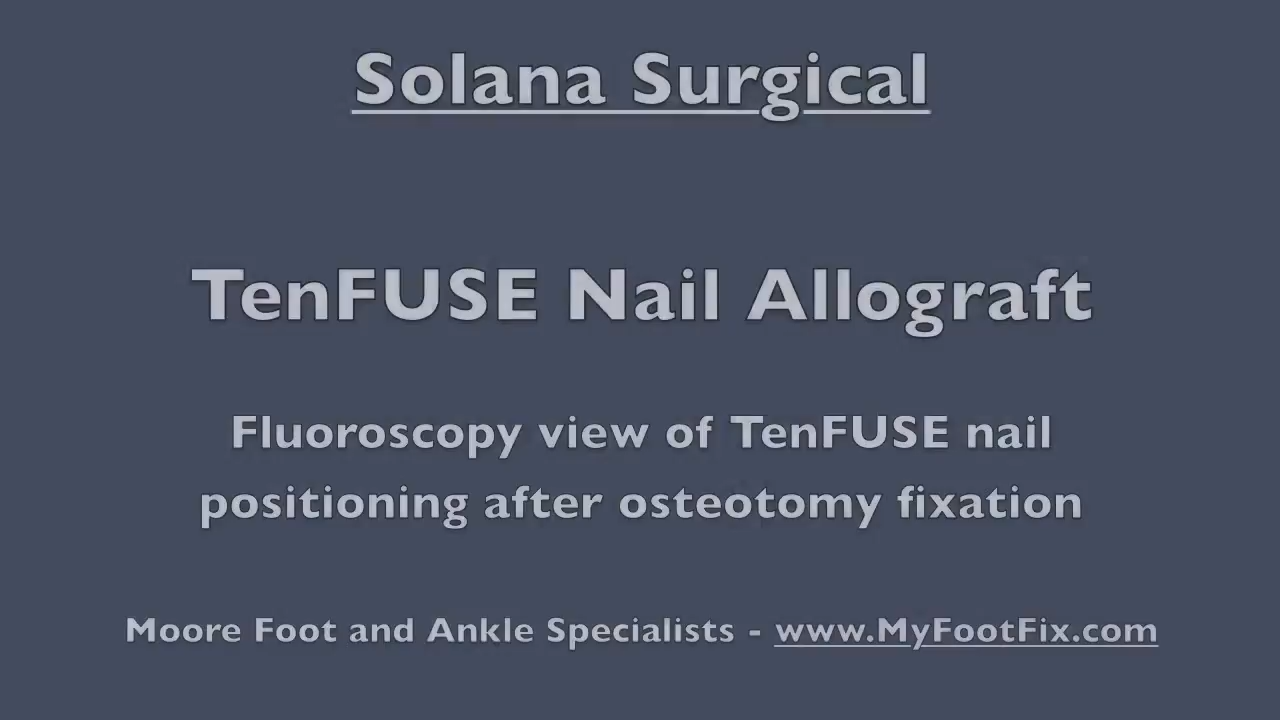 Solana Surgical
TenFUSE Nail Allograft
Fluoroscopy view of TenFUSE nail
positioning after osteotomy fixation
Moore Foot and Ankle Specialists - www.MyFootFix.com